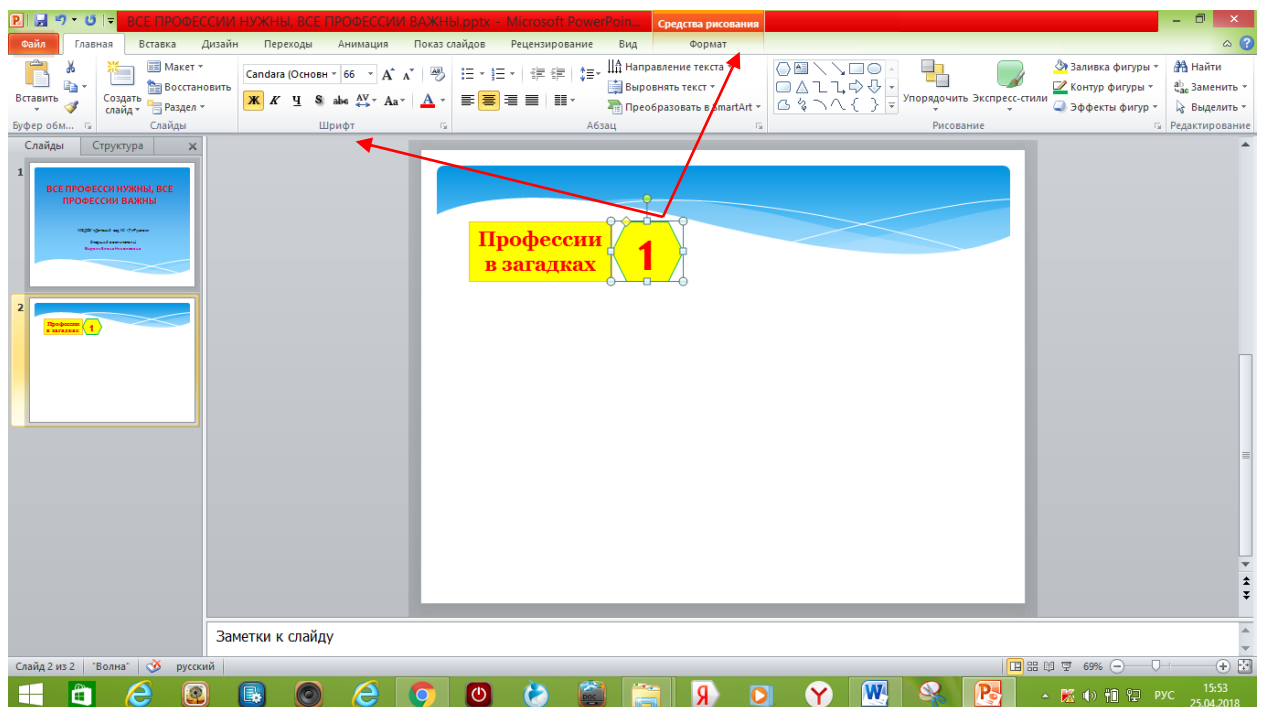 ВСЕ ПРОФЕССИИ НУЖНЫ, ВСЕ ПРОФЕССИИ ВАЖНЫ.pptx - Microsoft PowerPoin...
Средства рисования
Файл Главная Вставка Дизайн Переходы Анимация Показ слайдов Рецензирование Вид Формат
Вставить
Буфер обм...
Создать слайд
Макет
Восстановить
Раздел
Слайды
Candara (Основн 66
Ж К Ч S abc AV Aa А
Шрифт
Направление текста
Выровнять текст
Преобразовать в SmartArt
Абзац
Упорядочить Экспресс-стили
Заливка фигуры
Контур фигуры
Эффекты фигур
Рисование
Найти
Заменить
Выделить
Редактирование
Слайды Структура
1
ВСЕ ПРОФЕССИ НУЖНЫ, ВСЕ
ПРОФЕССИИ ВАЖНЫ
2
Профессии
в загадках
1
Профессии
в загадках
1
Заметки к слайду
Слайд 2 из 2 "Волна" русский 69%
РУС 15:53
25.04.2018